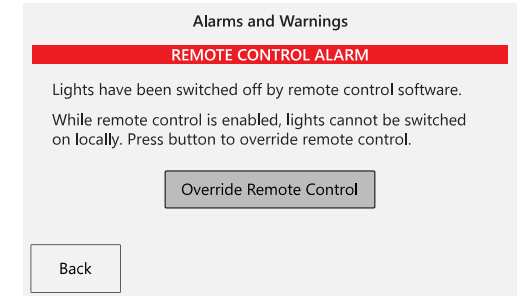 Alarms and Warnings
REMOTE CONTROL ALARM
Lights have been switched off by remote control software.
While remote control is enabled, lights cannot be switched
on locally. Press button to override remote control.
Override Remote Control
Back